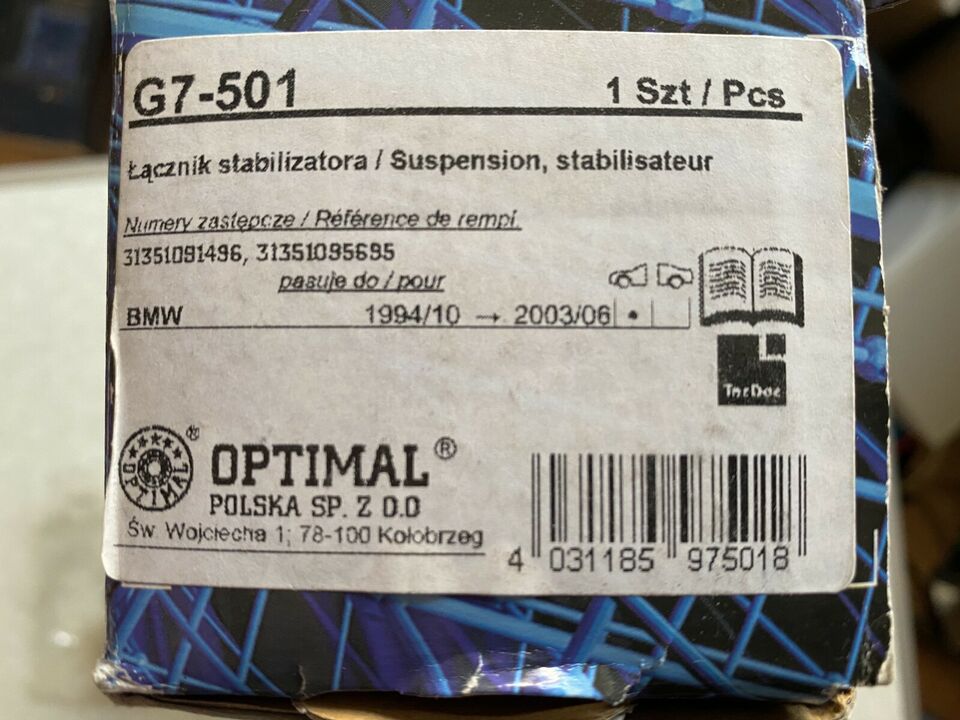 G7-501 1 Szt / Pcs
Łącznik stabilizatora / Suspension, stabilisateur
Numery zastępcze / Référence de rempl.
31351091496, 31351095695
pasuje do / pour
BMW 1994/10 → 2003/06 •
TecDoc
OPTIMAL ®
OPTIMAL®
POLSKA SP. Z O.O
Św. Wojciecha 1; 78-100 Kołobrzeg
4 031185 975018